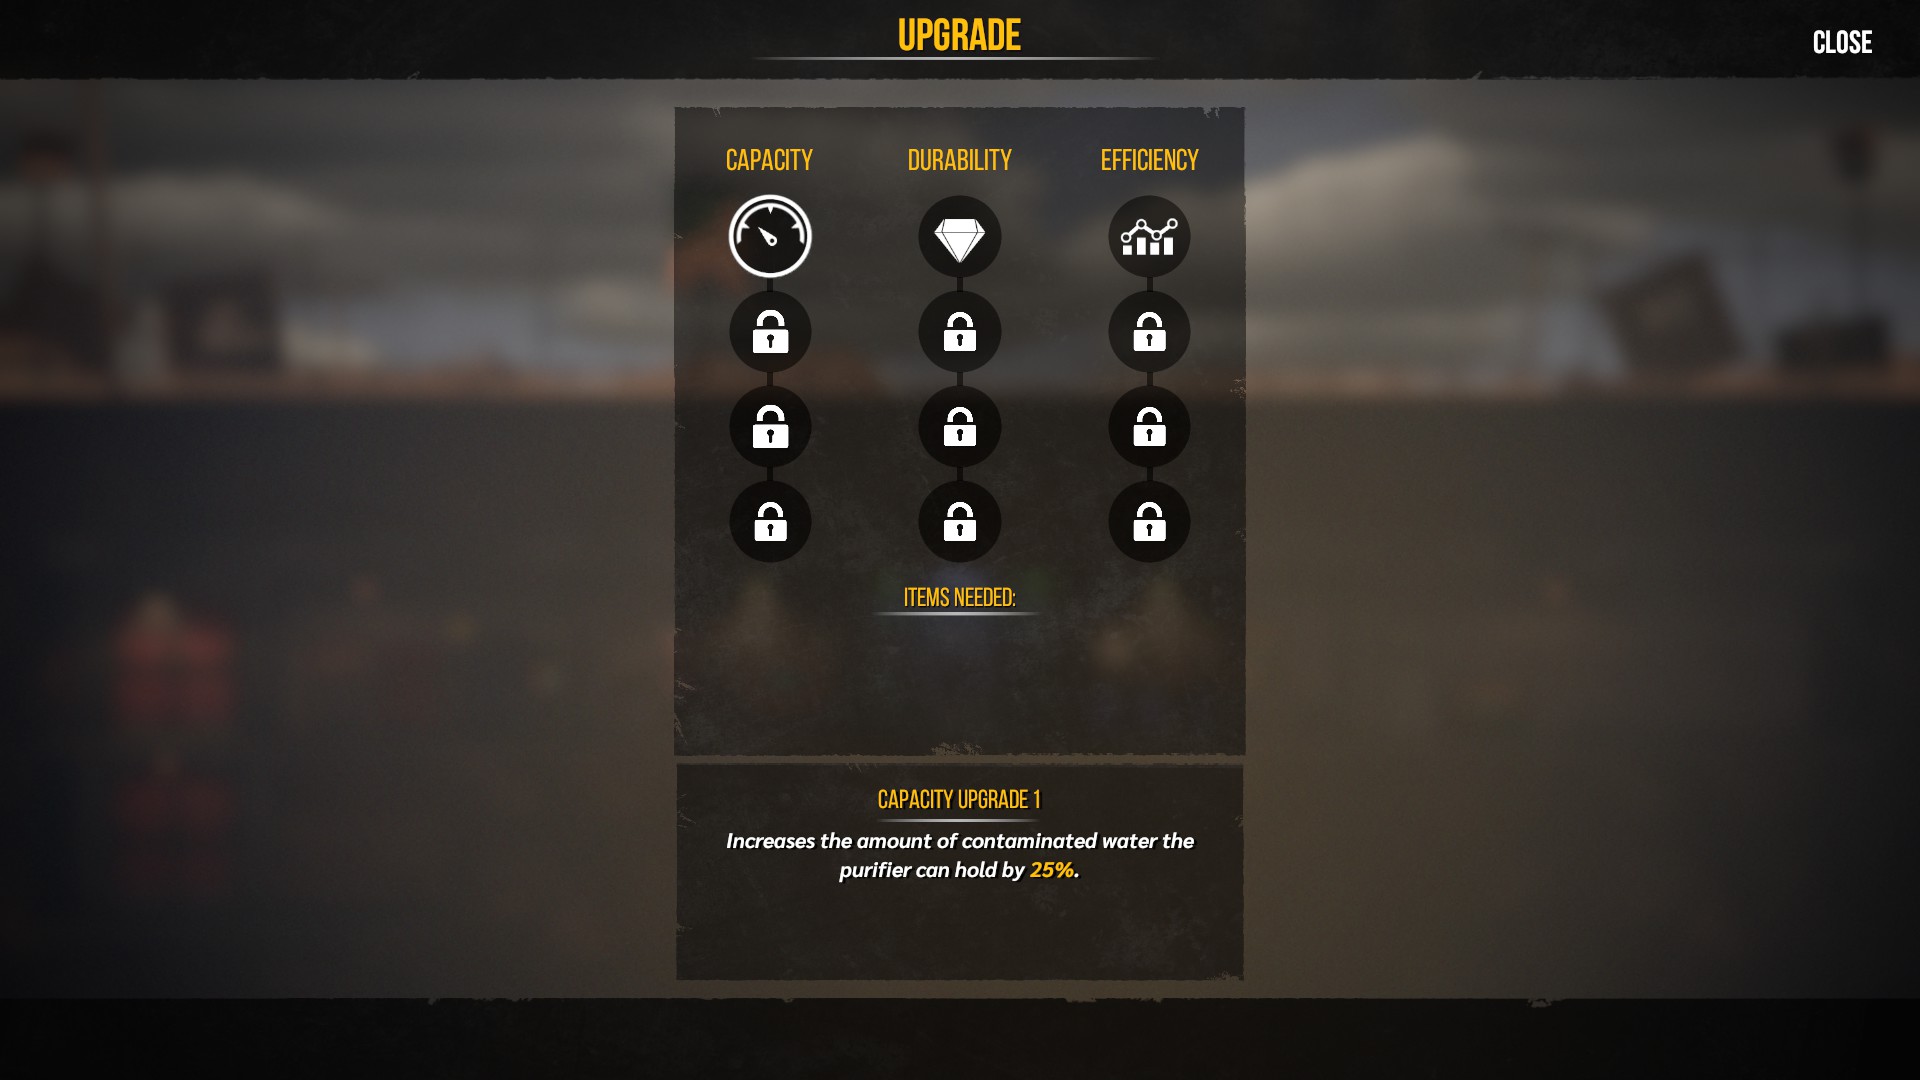 UPGRADE
CLOSE
CAPACITY
DURABILITY
EFFICIENCY
ITEMS NEEDED:
CAPACITY UPGRADE 1
Increases the amount of contaminated water the
purifier can hold by 25%.